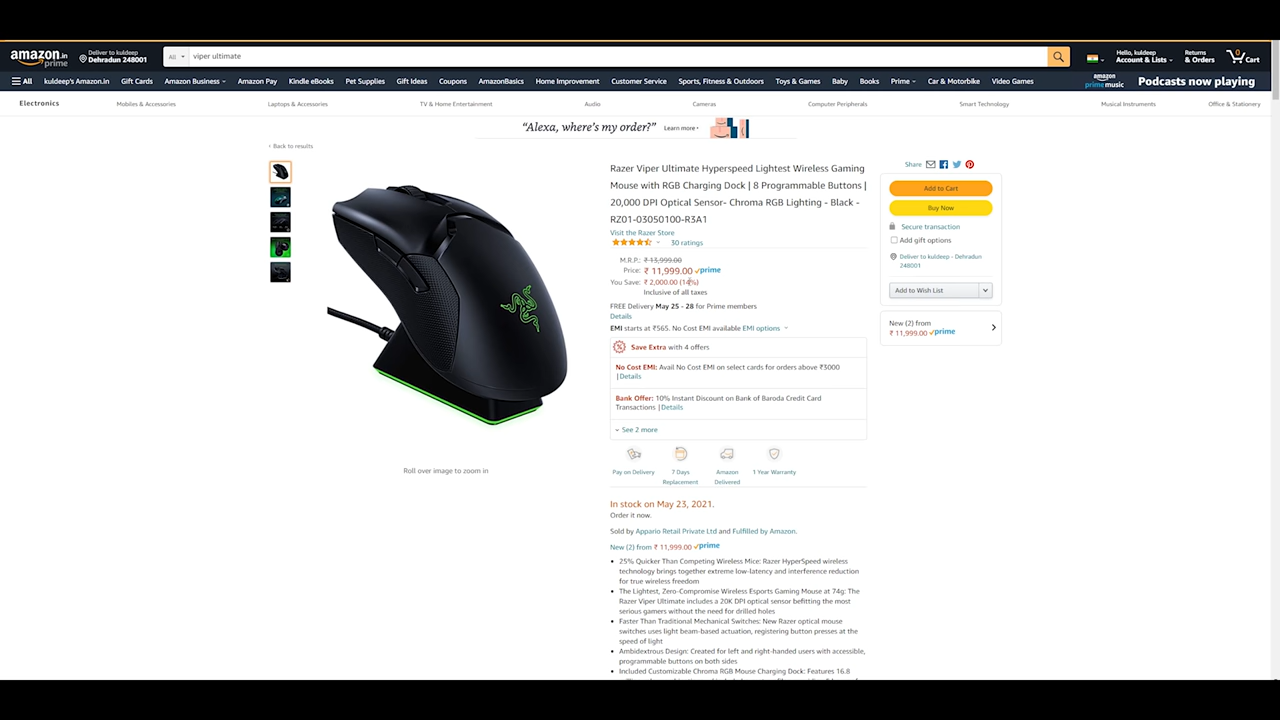 amazon.in
prime
Deliver to kuldeep
Dehradun 248001
All
viper ultimate
Hello, kuldeep
Account & Lists
Returns
& Orders
0
Cart
All
kuldeep's Amazon.in
Gift Cards
Amazon Business
Amazon Pay
Kindle eBooks
Pet Supplies
Gift Ideas
Coupons
AmazonBasics
Home Improvement
Customer Service
Sports, Fitness & Outdoors
Toys & Games
Baby
Books
Prime
Car & Motorbike
Video Games
amazon
prime music
Podcasts now playing
Electronics
Mobiles & Accessories
Laptops & Accessories
TV & Home Entertainment
Audio
Cameras
Computer Peripherals
Smart Technology
Musical Instruments
Office & Stationery
“Alexa, where's my order?”
Learn more ›
‹ Back to results
Roll over image to zoom in
Razer Viper Ultimate Hyperspeed Lightest Wireless Gaming
Mouse with RGB Charging Dock | 8 Programmable Buttons |
20,000 DPI Optical Sensor- Chroma RGB Lighting - Black -
RZ01-03050100-R3A1
Visit the Razer Store
30 ratings
M.R.P.: ₹ 13,999.00
Price: ₹ 11,999.00 prime
You Save: ₹ 2,000.00 (14%)
Inclusive of all taxes
FREE Delivery May 25 - 28 for Prime members
Details
EMI starts at ₹565. No Cost EMI available EMI options
Save Extra with 4 offers
No Cost EMI: Avail No Cost EMI on select cards for orders above ₹3000
|Details
Bank Offer: 10% Instant Discount on Bank of Baroda Credit Card
Transactions |Details
See 2 more
Pay on Delivery
7 Days
Replacement
Amazon
Delivered
1 Year Warranty
In stock on May 23, 2021.
Order it now.
Sold by Appario Retail Private Ltd and Fulfilled by Amazon.
New (2) from ₹ 11,999.00 prime
• 25% Quicker Than Competing Wireless Mice: Razer HyperSpeed wireless
technology brings together extreme low-latency and interference reduction
for true wireless freedom
• The Lightest, Zero-Compromise Wireless Esports Gaming Mouse at 74g: The
Razer Viper Ultimate includes a 20K DPI optical sensor befitting the most
serious gamers without the need for drilled holes
• Faster Than Traditional Mechanical Switches: New Razer optical mouse
switches uses light beam-based actuation, registering button presses at the
speed of light
• Ambidextrous Design: Created for left and right-handed users with accessible,
programmable buttons on both sides
• Included Customizable Chroma RGB Mouse Charging Dock: Features 16.8
Share
Add to Cart
Buy Now
Secure transaction
Add gift options
Deliver to kuldeep - Dehradun
248001
Add to Wish List
New (2) from
₹ 11,999.00 prime